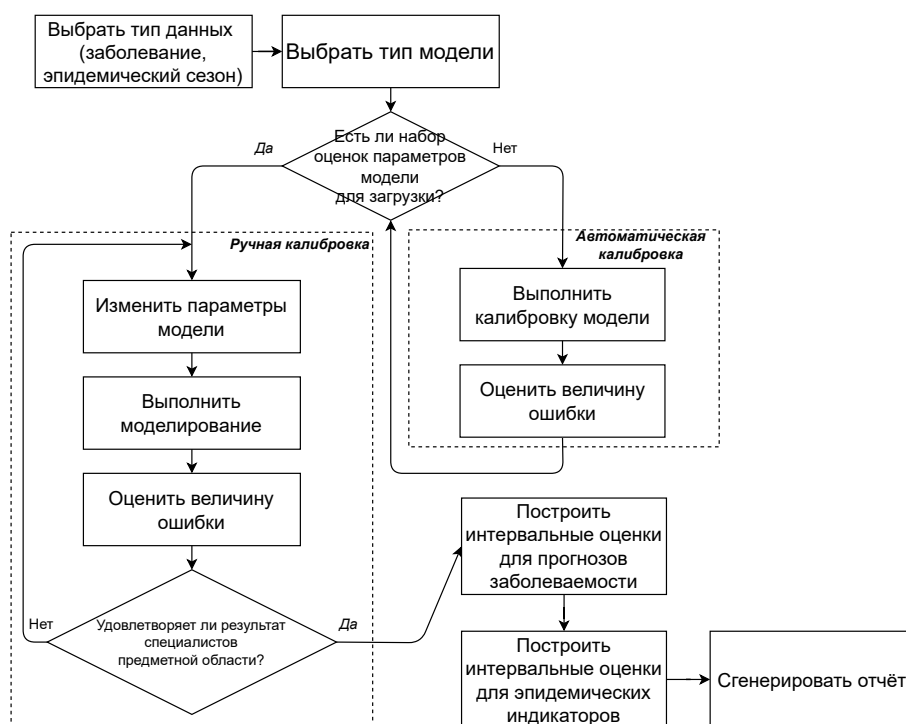 Выбрать тип данных
(заболевание,
эпидемический сезон)
Выбрать тип модели
Есть ли набор
оценок параметров
модели
для загрузки?
Да
Нет
Ручная калибровка
Автоматическая
калибровка
Изменить параметры
модели
Выполнить
моделирование
Оценить величину
ошибки
Удовлетворяет ли результат
специалистов
предметной области?
Нет
Да
Выполнить
калибровку модели
Оценить величину
ошибки
Построить
интервальные оценки
для прогнозов
заболеваемости
Построить
интервальные оценки
для эпидемических
индикаторов
Сгенерировать отчёт